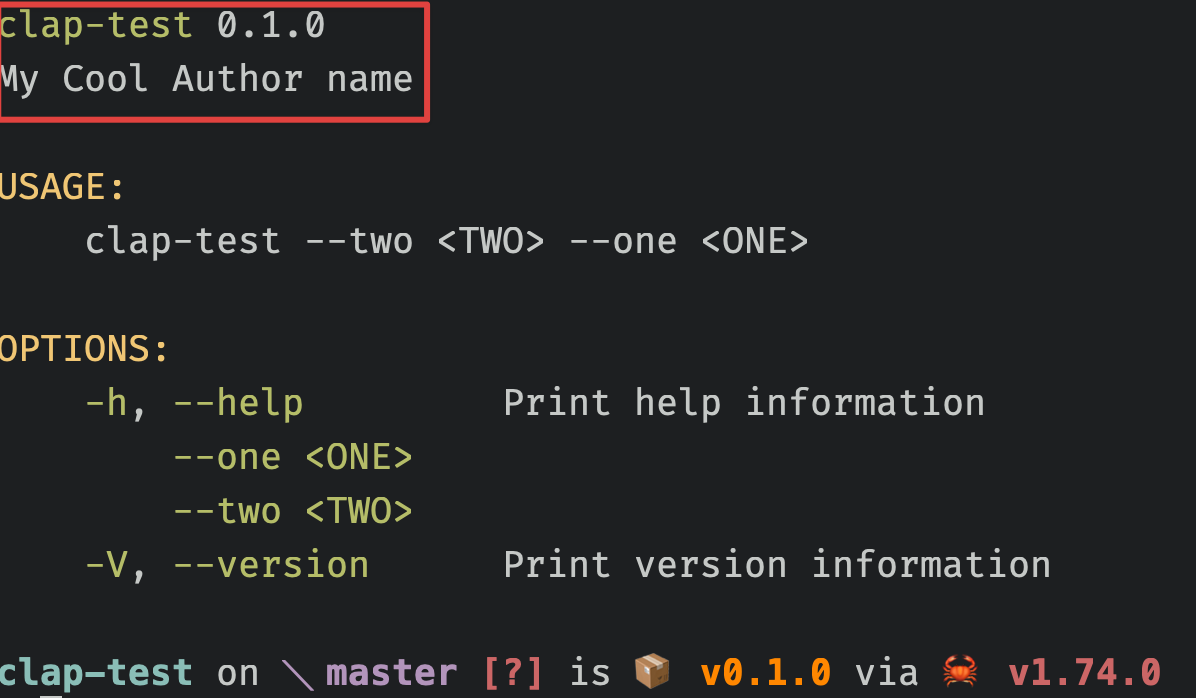 clap-test 0.1.0
My Cool Author name
USAGE:
clap-test --two <TWO> --one <ONE>
OPTIONS:
-h, --help Print help information
--one <ONE>
--two <TWO>
-V, --version Print version information
clap-test on \ master [?] is 📦 v0.1.0 via 🦀 v1.74.0